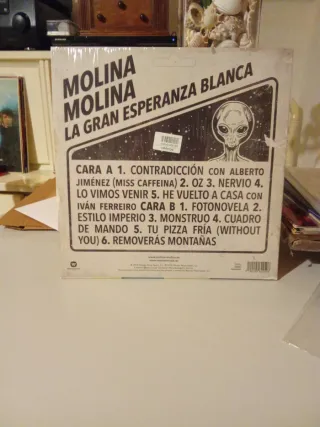 MOLINA
MOLINA
LA GRAN ESPERANZA BLANCA
CARA A 1. CONTRADICCIÓN CON ALBERTO
JIMÉNEZ (MISS CAFFEINA) 2. OZ 3. NERVIO 4.
LO VIMOS VENIR 5. HE VUELTO A CASA CON
IVÁN FERREIRO CARA B 1. FOTONOVELA 2.
ESTILO IMPERIO 3. MONSTRUO 4. CUADRO
DE MANDO 5. TU PIZZA FRÍA (WITHOUT
YOU) 6. REMOVERÁS MONTAÑAS